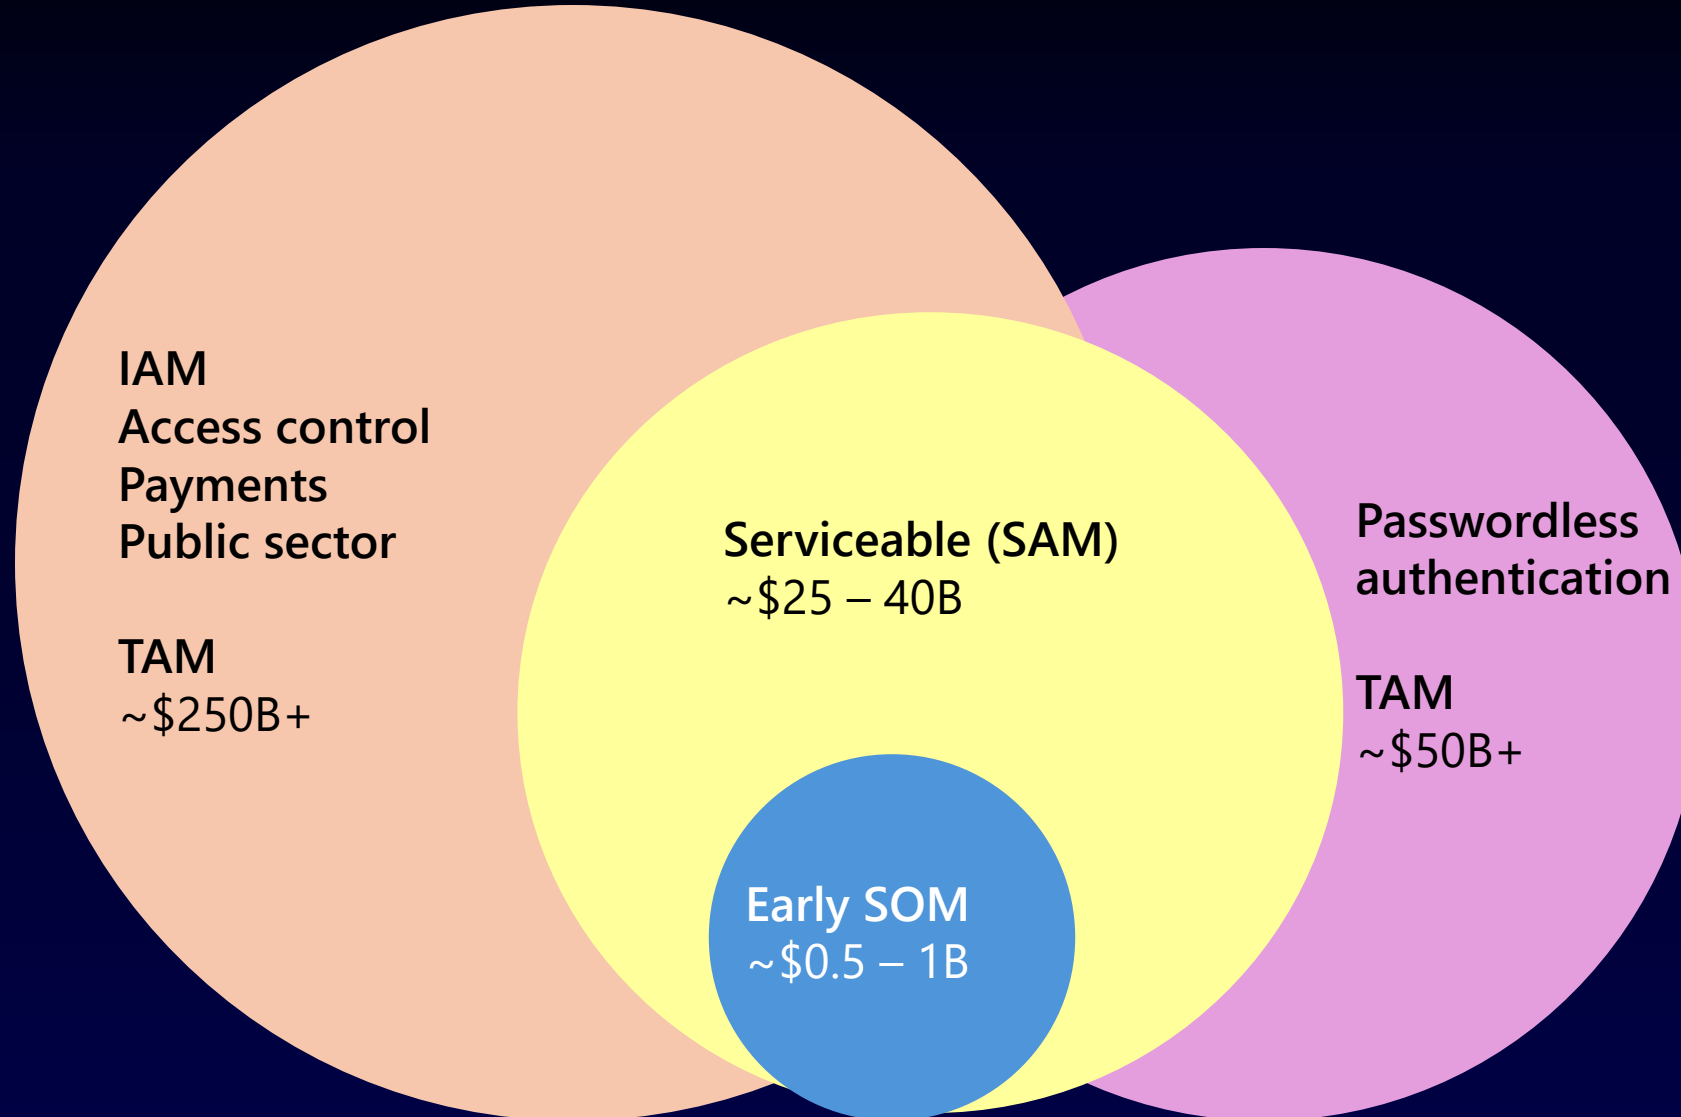 IAM
Access control
Payments
Public sector
TAM
~$250B+
Serviceable (SAM)
~$25 – 40B
Early SOM
~$0.5 – 1B
Passwordless
authentication
TAM
~$50B+